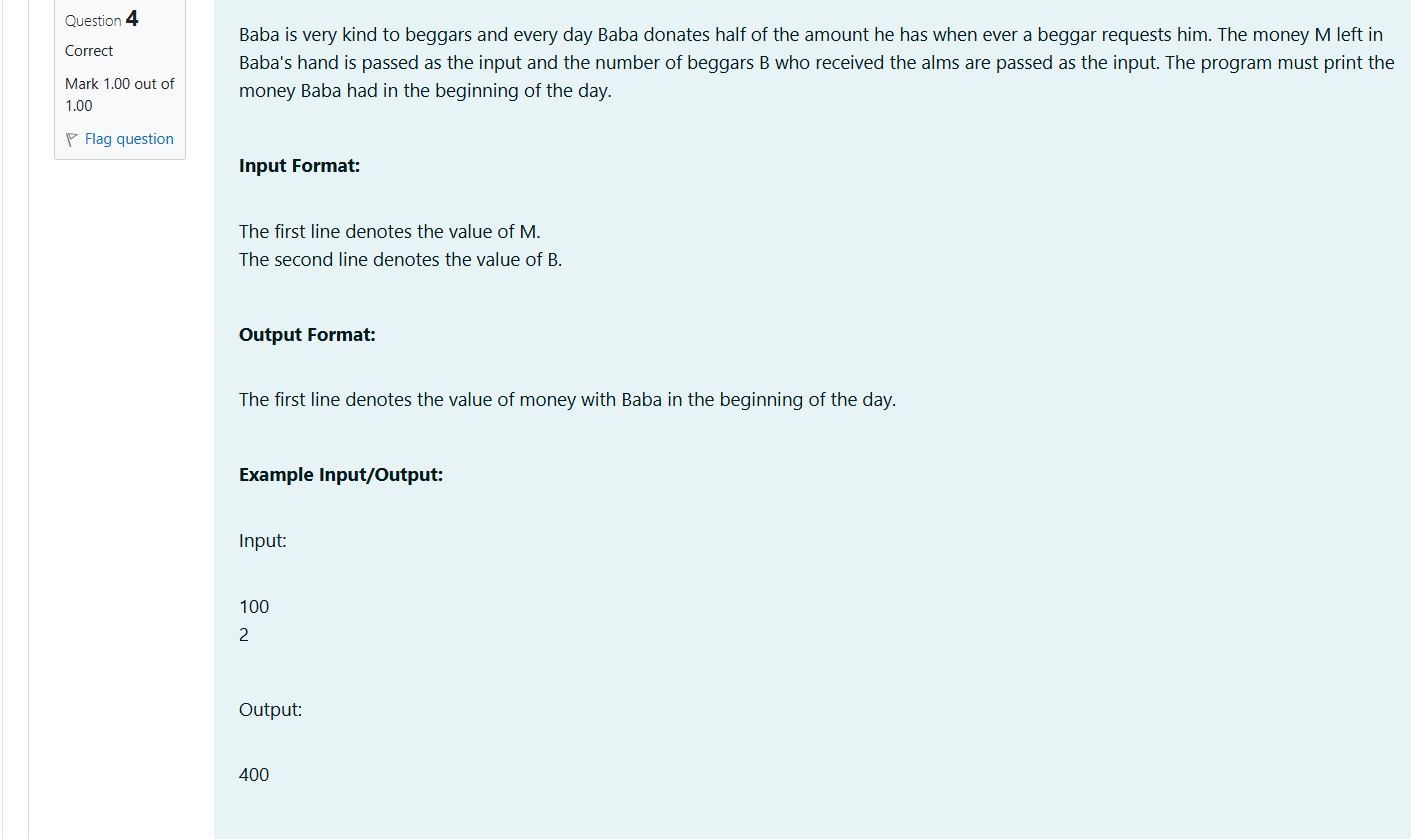 Question 4
Correct
Mark 1.00 out of
1.00
Flag question
Baba is very kind to beggars and every day Baba donates half of the amount he has when ever a beggar requests him. The money M left in
Baba's hand is passed as the input and the number of beggars B who received the alms are passed as the input. The program must print the
money Baba had in the beginning of the day.
Input Format:
The first line denotes the value of M.
The second line denotes the value of B.
Output Format:
The first line denotes the value of money with Baba in the beginning of the day.
Example Input/Output:
Input:
100
2
Output:
400